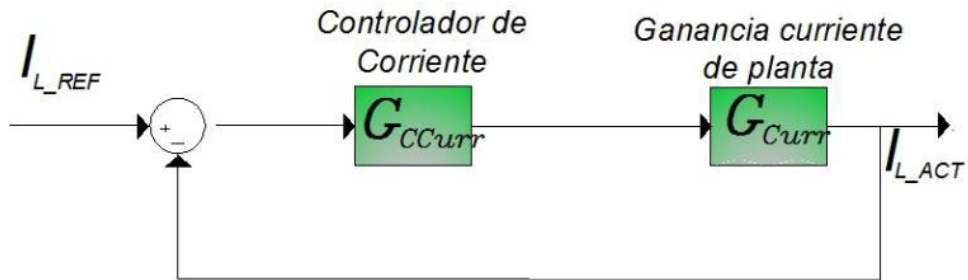 Controlador de
Corriente
Ganancia curriente
de planta
I L_REF
+
−
G CCurr
G Curr
I L_ACT